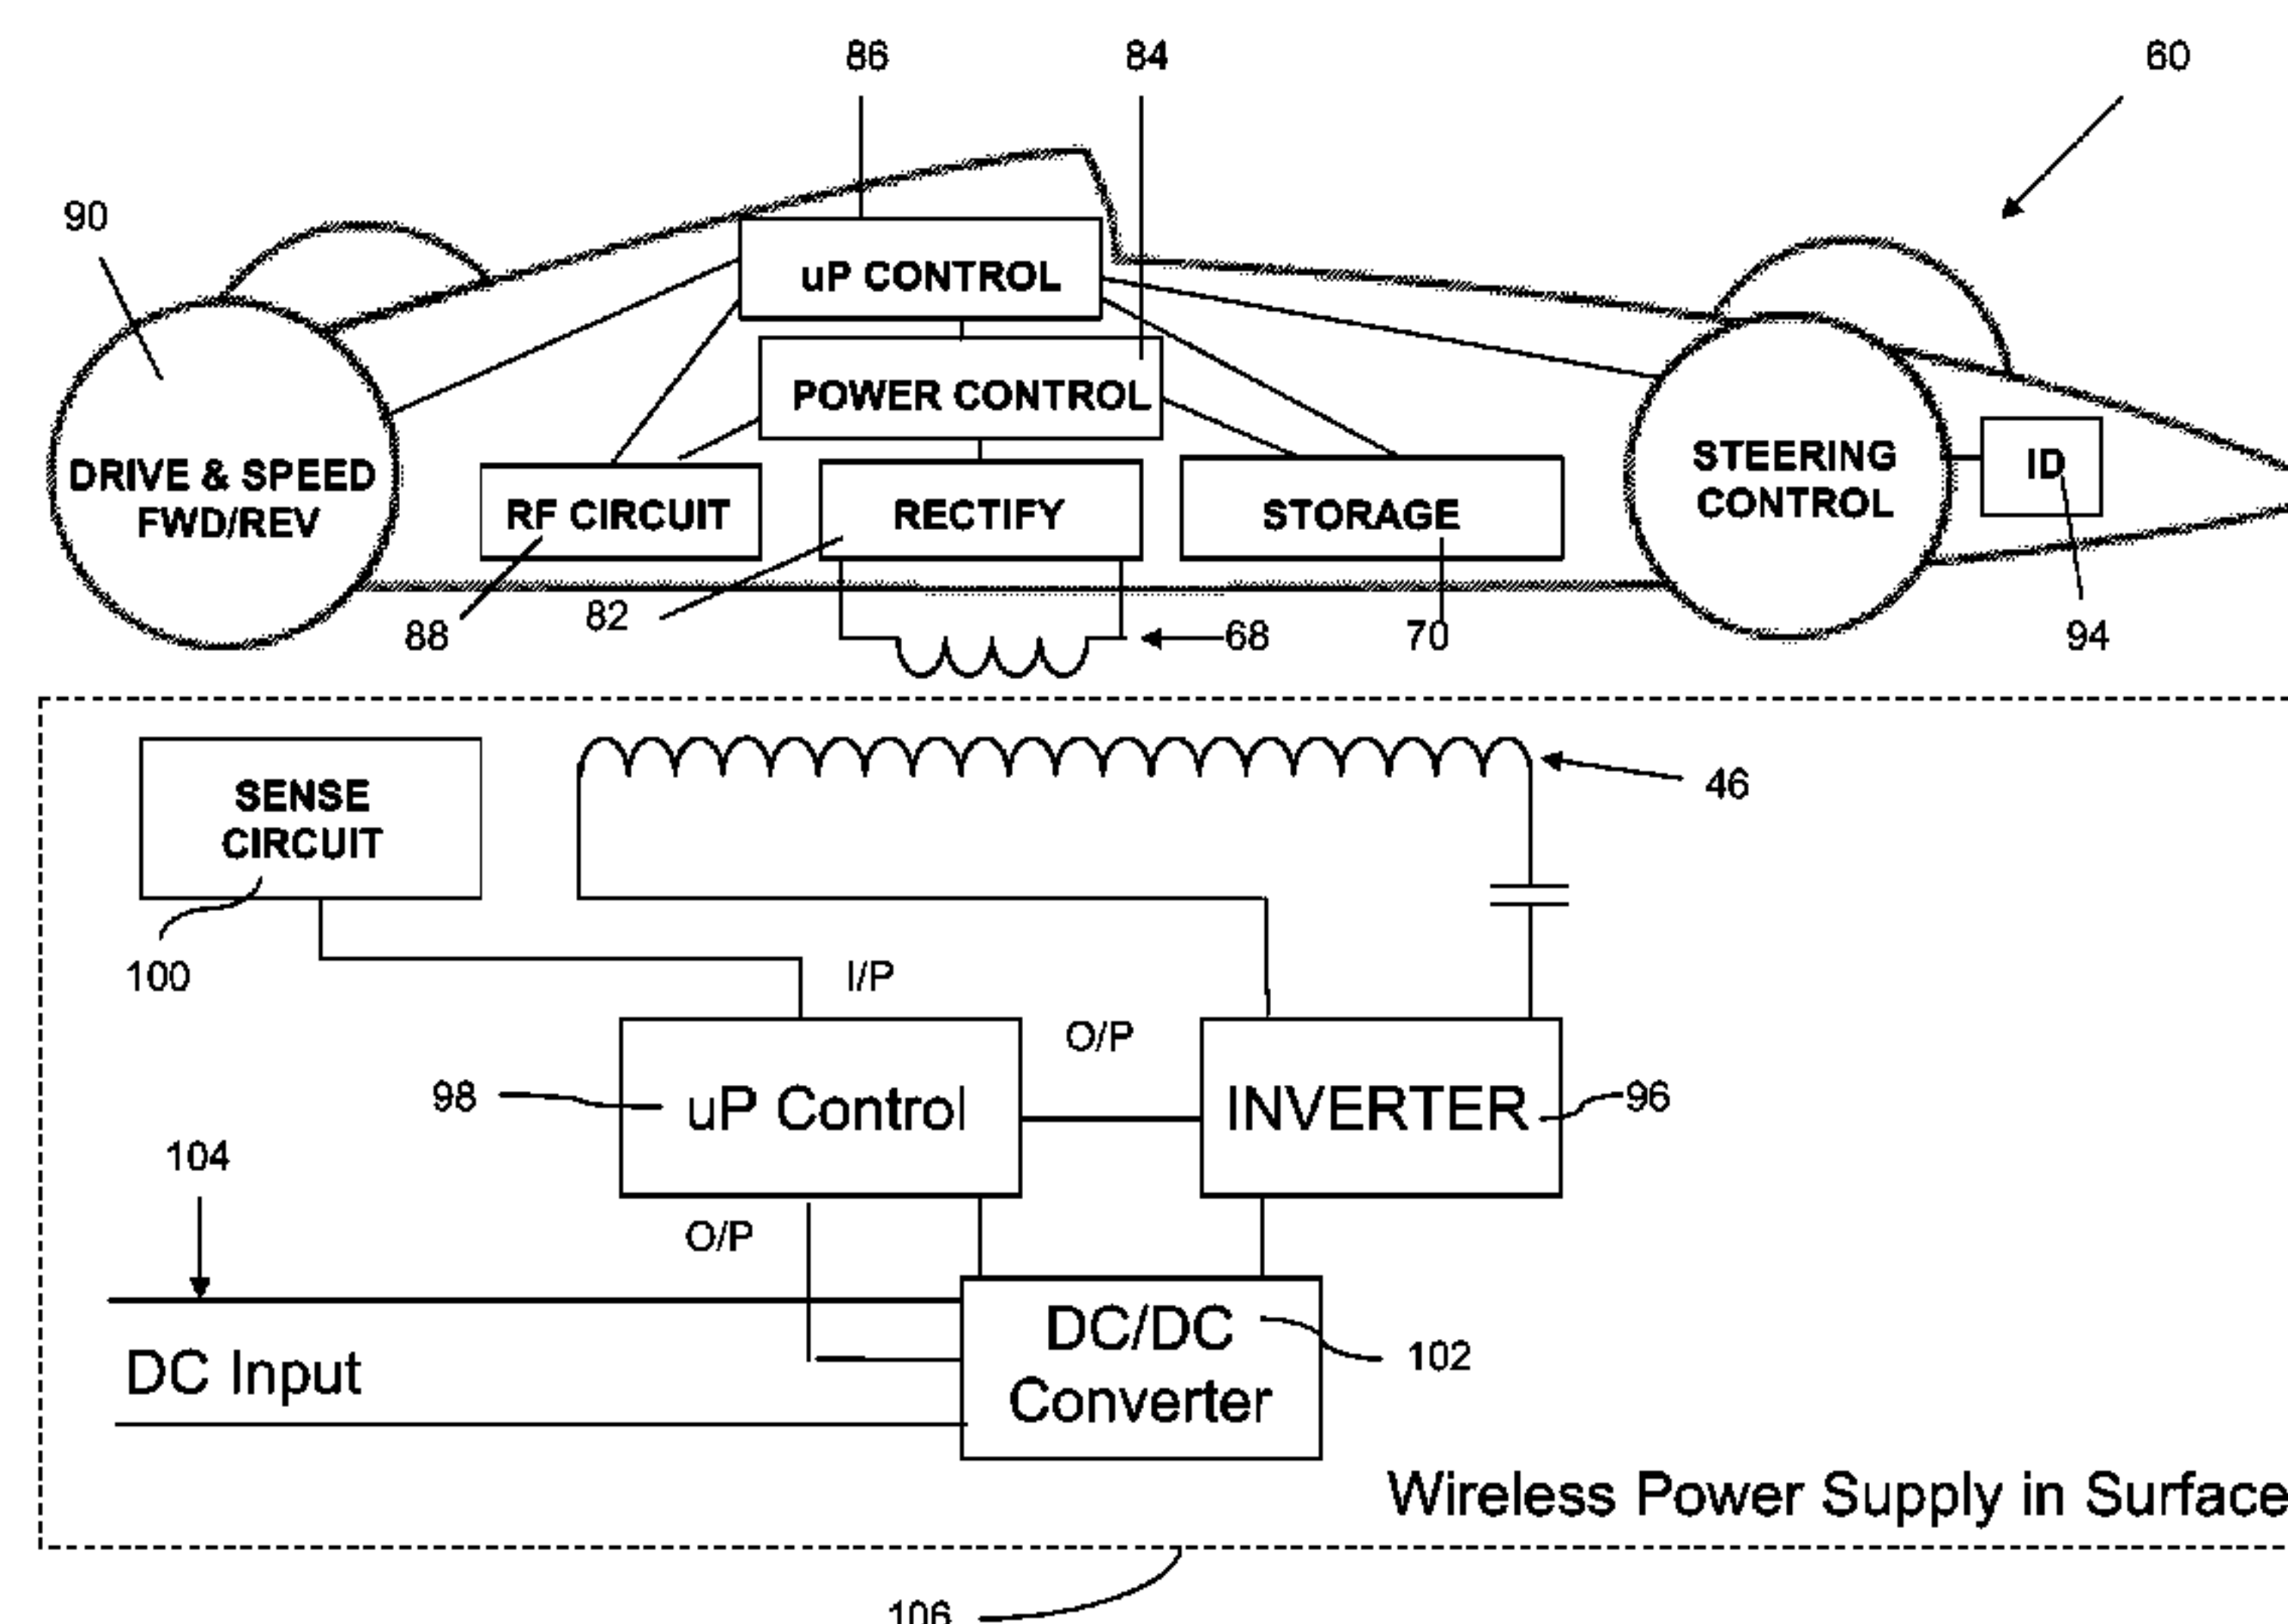 86
84
60
90
uP CONTROL
POWER CONTROL
DRIVE & SPEED
FWD/REV
RF CIRCUIT
RECTIFY
STORAGE
STEERING
CONTROL
ID
88
82
68
70
94
SENSE
CIRCUIT
46
100
I/P
O/P
98
uP Control
INVERTER
96
104
O/P
DC Input
DC/DC
Converter
102
Wireless Power Supply in Surface
106